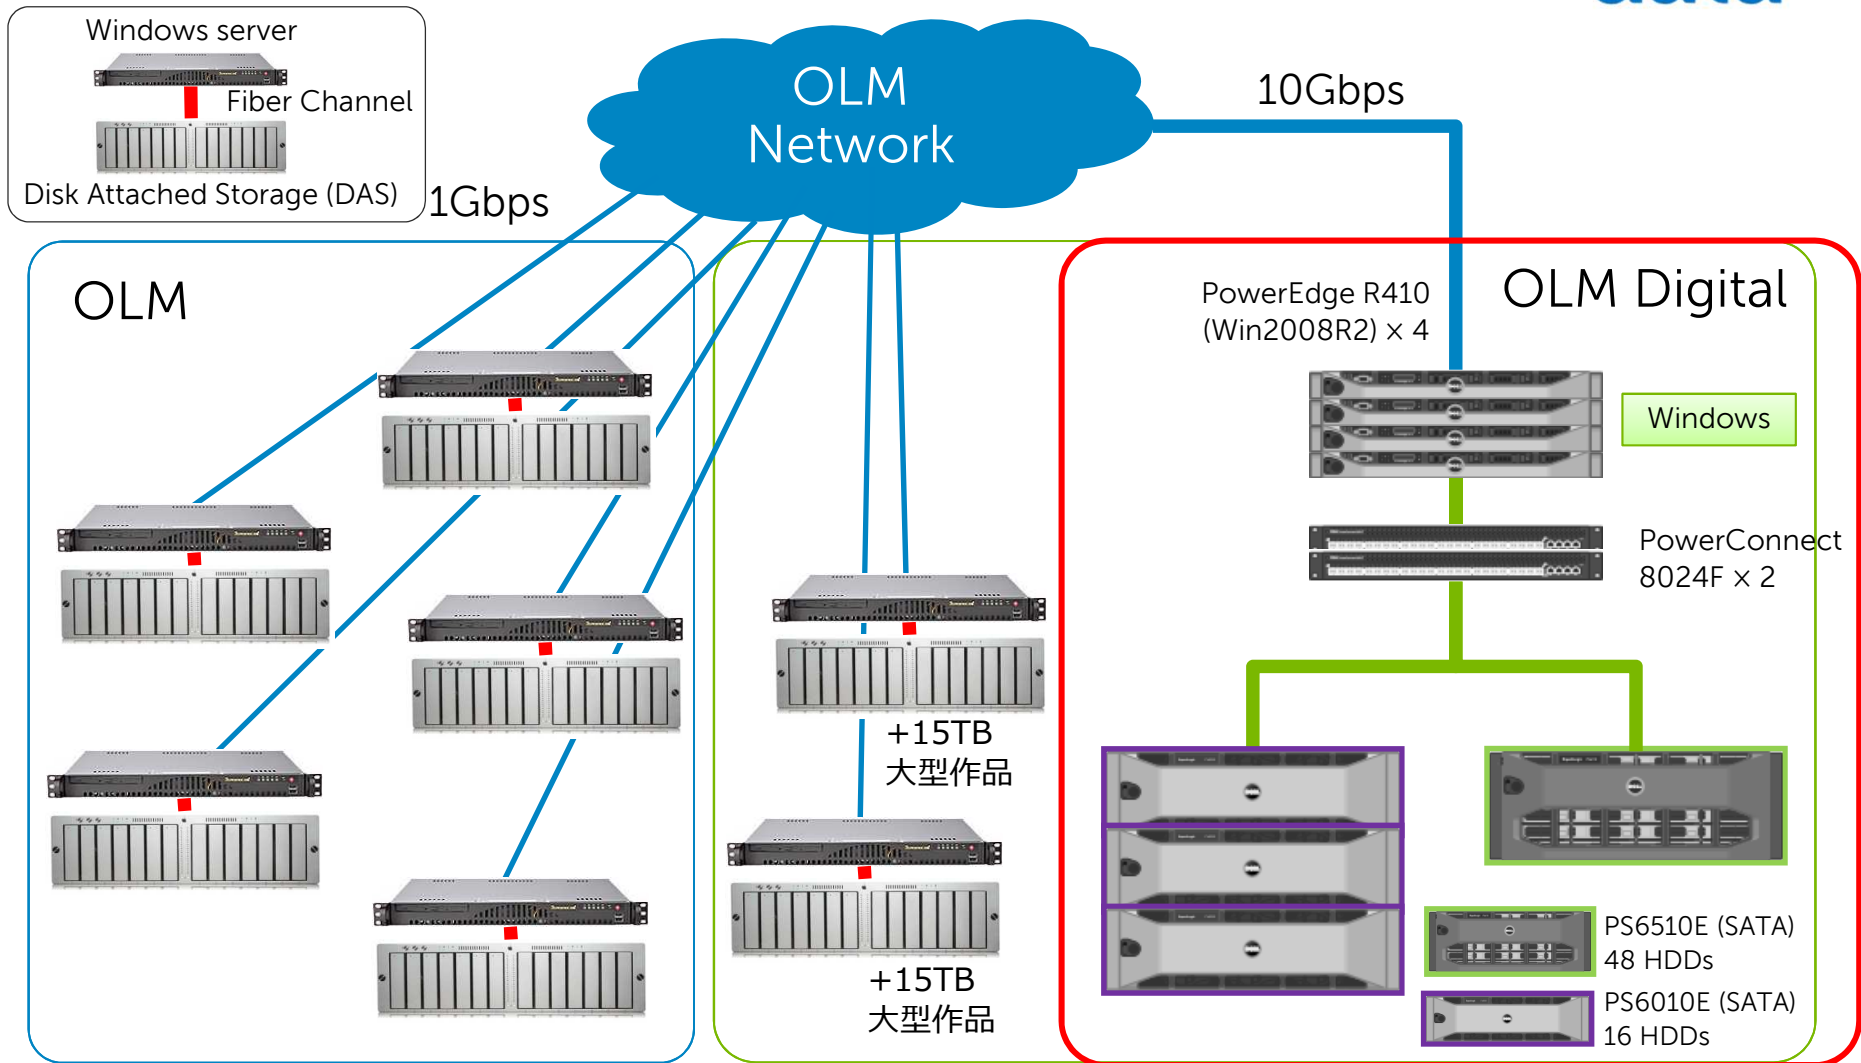 Windows server
Fiber Channel
Disk Attached Storage (DAS)
1Gbps
OLM
Network
10Gbps
OLM
OLM Digital
PowerEdge R410
(Win2008R2) × 4
Windows
PowerConnect
8024F × 2
+15TB
大型作品
+15TB
大型作品
PS6510E (SATA)
48 HDDs
PS6010E (SATA)
16 HDDs